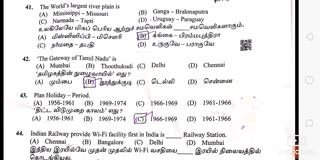 41. The World's largest river plain is
(A) Mississippi - Missouri (B) Ganga - Brahmaputra
(C) Narmada - Tapti (D) Uruguay - Paraguay
உலகிலேயே மிகப் பெரிய ஆற்றுச் சமவெளிகள் சமவெளிகளாகும்.
(A) மிஸ்ஸிஸிப்பி - மிசௌரி (B) கங்கை - பிரம்மபுத்திரா
(C) நர்மதை - தபதி (D) உருகுவே - பராகுவே
42. 'The Gateway of Tamil Nadu' is
(A) Mumbai (B) Thoothukudi (C) Delhi (D) Chennai
'தமிழகத்தின் நுழைவாயில்' எது?
(A) மும்பை (B) தூத்துக்குடி (C) டெல்லி (D) சென்னை
43. Plan Holiday - Period.
(A) 1956-1961 (B) 1969-1974 (C) 1966-1969 (D) 1961-1966
'திட்ட விடுமுறை காலம்' - எது?
(A) 1956-1961 (B) 1969-1974 (C) 1966-1969 (D) 1961-1966
44. Indian Railway provide Wi-Fi facility first in India is Railway Station.
(A) Chennai (B) Bangalore (C) Delhi (D) Mumbai
இந்திய இரயிலவே முதன் முதலில் Wi-Fi வசதியை இரயில் நிலையத்தில்